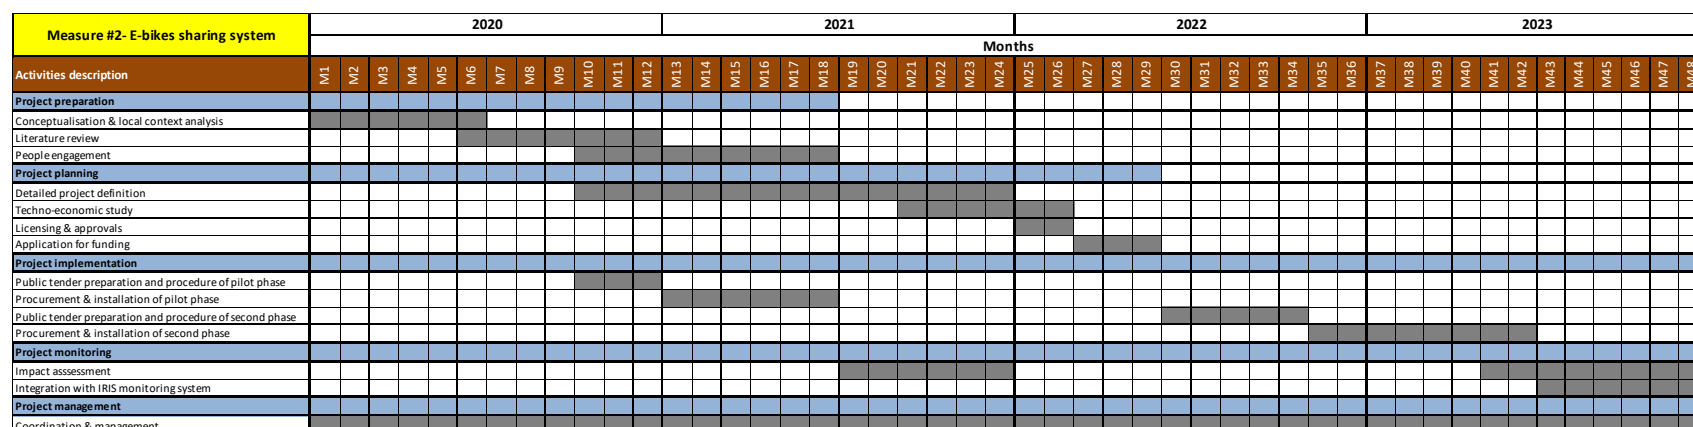 2020 2021 2022 2023
Measure #2- E-bikes sharing system
Months
Activities description M1 M2 M3 M4 M5 M6 M7 M8 M9 M10 M11 M12 M13 M14 M15 M16 M17 M18 M19 M20 M21 M22 M23 M24 M25 M26 M27 M28 M29 M30 M31 M32 M33 M34 M35 M36 M37 M38 M39 M40 M41 M42 M43 M44 M45 M46 M47 M48
Project preparation
Conceptualisation & local context analysis
Literature review
People engagement
Project planning
Detailed project definition
Techno-economic study
Licensing & approvals
Application for funding
Project implementation
Public tender preparation and procedure of pilot phase
Procurement & installation of pilot phase
Public tender preparation and procedure of second phase
Procurement & installation of second phase
Project monitoring
Impact asssessment
Integration with IRIS monitoring system
Project management
Coordination & management